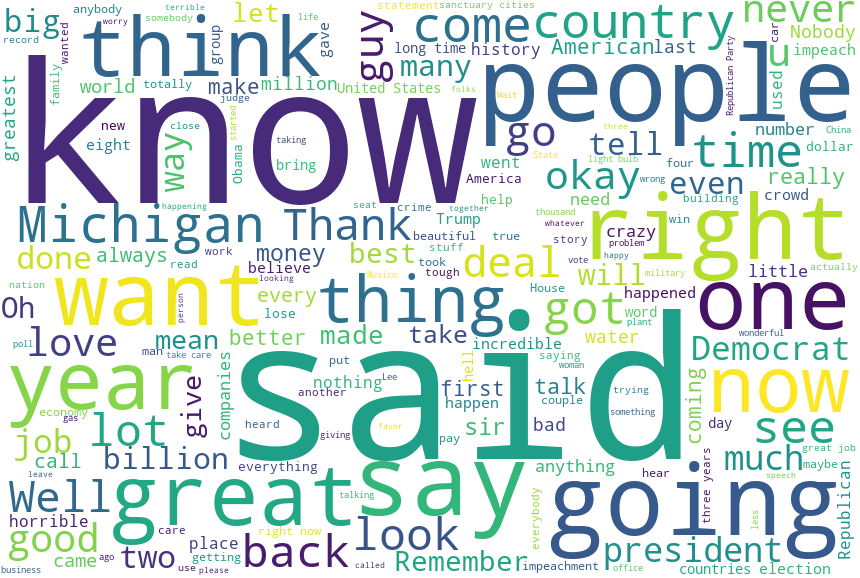 know
said
people
think
right
going
great
want
say
one
year
thing
now
country
come
Michigan
Thank
president
Democrat
look
back
time
see
love
good
Well
lot
job
much
got
go
okay
deal
never
guy
big
u
many
American
last
let
group
gave
history
long time
anybody
somebody
life
worry
terrible
record
wanted
statement
sanctuary cities
Nobody
impeach
used
car
Republican Party
greatest
family
world
totally
make
million
United States
folks
Wait
three
State
judge
started
taking
new
eight
close
way
Obama
bring
went
America
help
tell
even
number
four
light bulb
wrong
dollar
China
really
crowd
building
win
need
thousand
together
seat
crime
Trump
happening
work
beautiful
true
story
whatever
crazy
problem
happy
vote
actually
military
little
will
happened
House
took
stuff
tough
best
money
believe
looking
Mexico
always
done
read
nation
Oh
person
every
lose
mean
better
made
take
incredible
word
water
plant
wonderful
man
take care
poll
put
saying
woman
hell
nothing
Lee
another
first
happen
talk
couple
trying
something
coming
day
bad
sir
pay
favor
giving
heard
give
companies
economy
gas
call
billion
everything
anything
hear
three years
great job
maybe
speech
less
everybody
Republican
office
countries
election
impeachment
Remember
called
talking
right now
place
getting
please
use
two
care
ago
came
horrible
leave
business